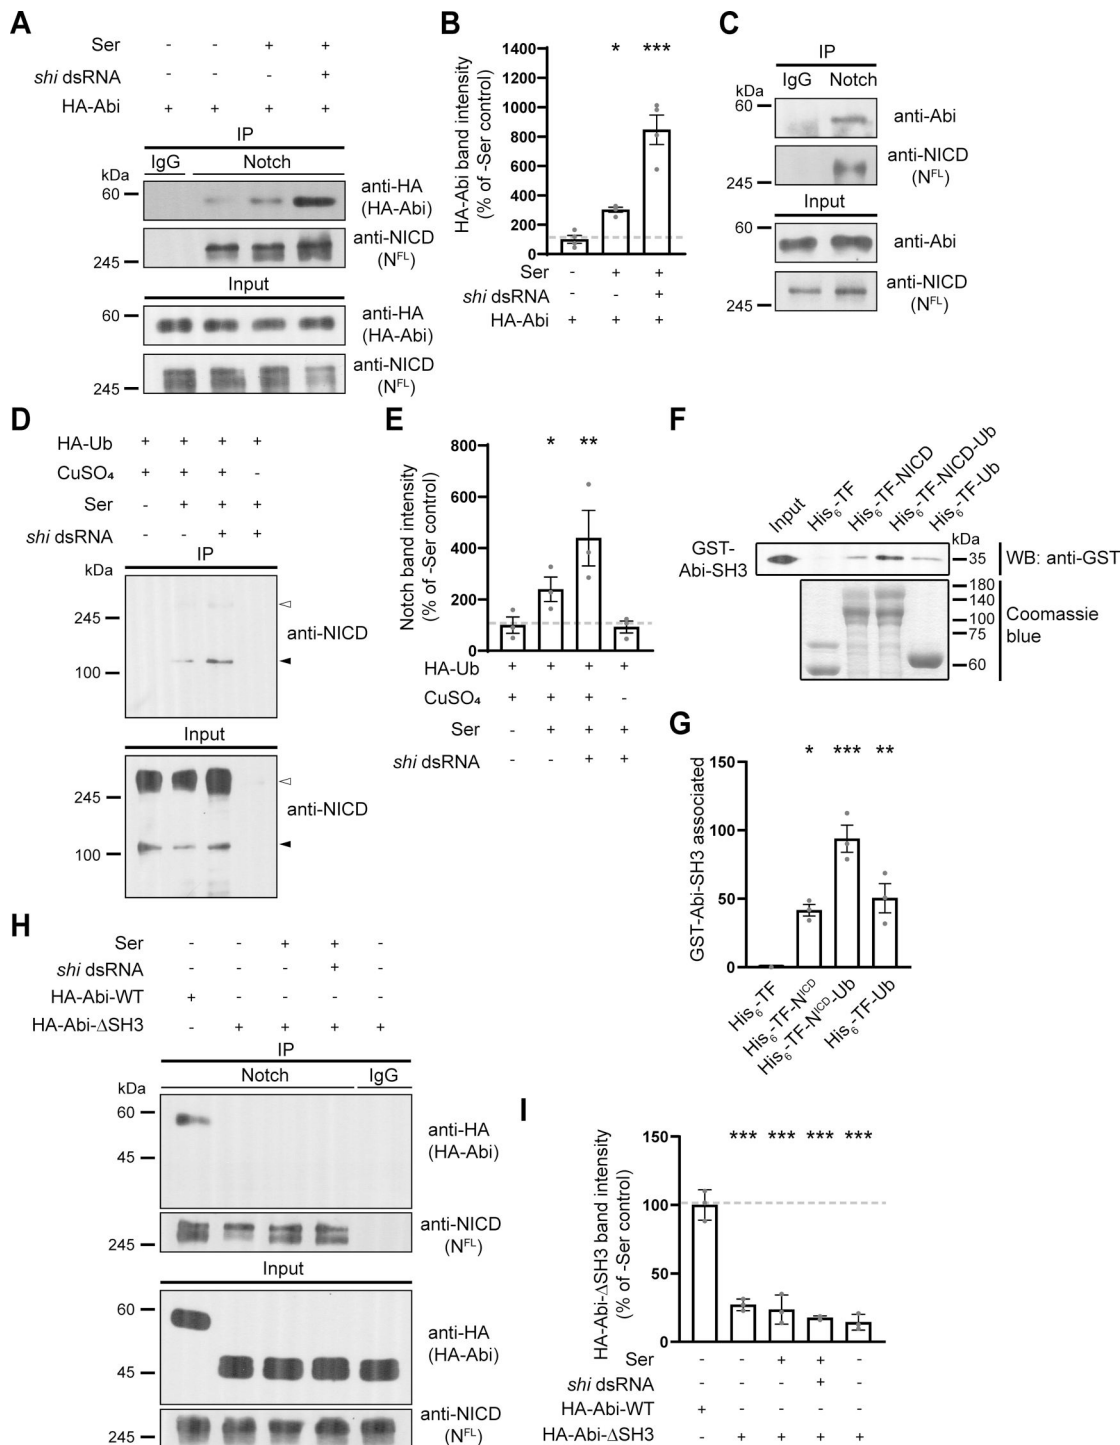 A
Ser - - + +
shi dsRNA - - - +
HA-Abi + + + +
IP
IgG Notch
kDa
60
anti-HA
(HA-Abi)
245
anti-NICD
(Nᶠᴸ)
Input
60
anti-HA
(HA-Abi)
245
anti-NICD
(Nᶠᴸ)
B
HA-Abi band intensity
(% of -Ser control)
1400
1200
1000
800
600
400
200
0
* ***
Ser - + +
shi dsRNA - - +
HA-Abi + + +
C
IP
IgG Notch
kDa
60
anti-Abi
245
anti-NICD
(Nᶠᴸ)
Input
60
anti-Abi
245
anti-NICD
(Nᶠᴸ)
D
HA-Ub + + + +
CuSO₄ + + + -
Ser - + + +
shi dsRNA - - + +
IP
kDa
245
100
anti-NICD
Input
245
100
anti-NICD
E
Notch band intensity
(% of -Ser control)
800
600
400
200
0
* **
HA-Ub + + + +
CuSO₄ + + + -
Ser - + + +
shi dsRNA - - + +
F
Input
His₆-TF
His₆-TF-NICD
His₆-TF-NICD-Ub
His₆-TF-Ub
kDa
GST-
Abi-SH3
35
WB: anti-GST
180
140
100
75
60
Coomassie
blue
G
GST-Abi-SH3 associated
150
100
50
0
* *** **
His₆-TF
His₆-TF-Nᴵᶜᴰ
His₆-TF-Nᴵᶜᴰ-Ub
His₆-TF-Ub
H
Ser - - + + -
shi dsRNA - - - + -
HA-Abi-WT + - - - -
HA-Abi-ΔSH3 - + + + +
IP
Notch IgG
kDa
60
45
anti-HA
(HA-Abi)
245
anti-NICD
(Nᶠᴸ)
Input
60
45
anti-HA
(HA-Abi)
245
anti-NICD
(Nᶠᴸ)
I
HA-Abi-ΔSH3 band intensity
(% of -Ser control)
150
100
50
0
*** *** *** ***
Ser - - + + -
shi dsRNA - - - + -
HA-Abi-WT + - - - -
HA-Abi-ΔSH3 - + + + +